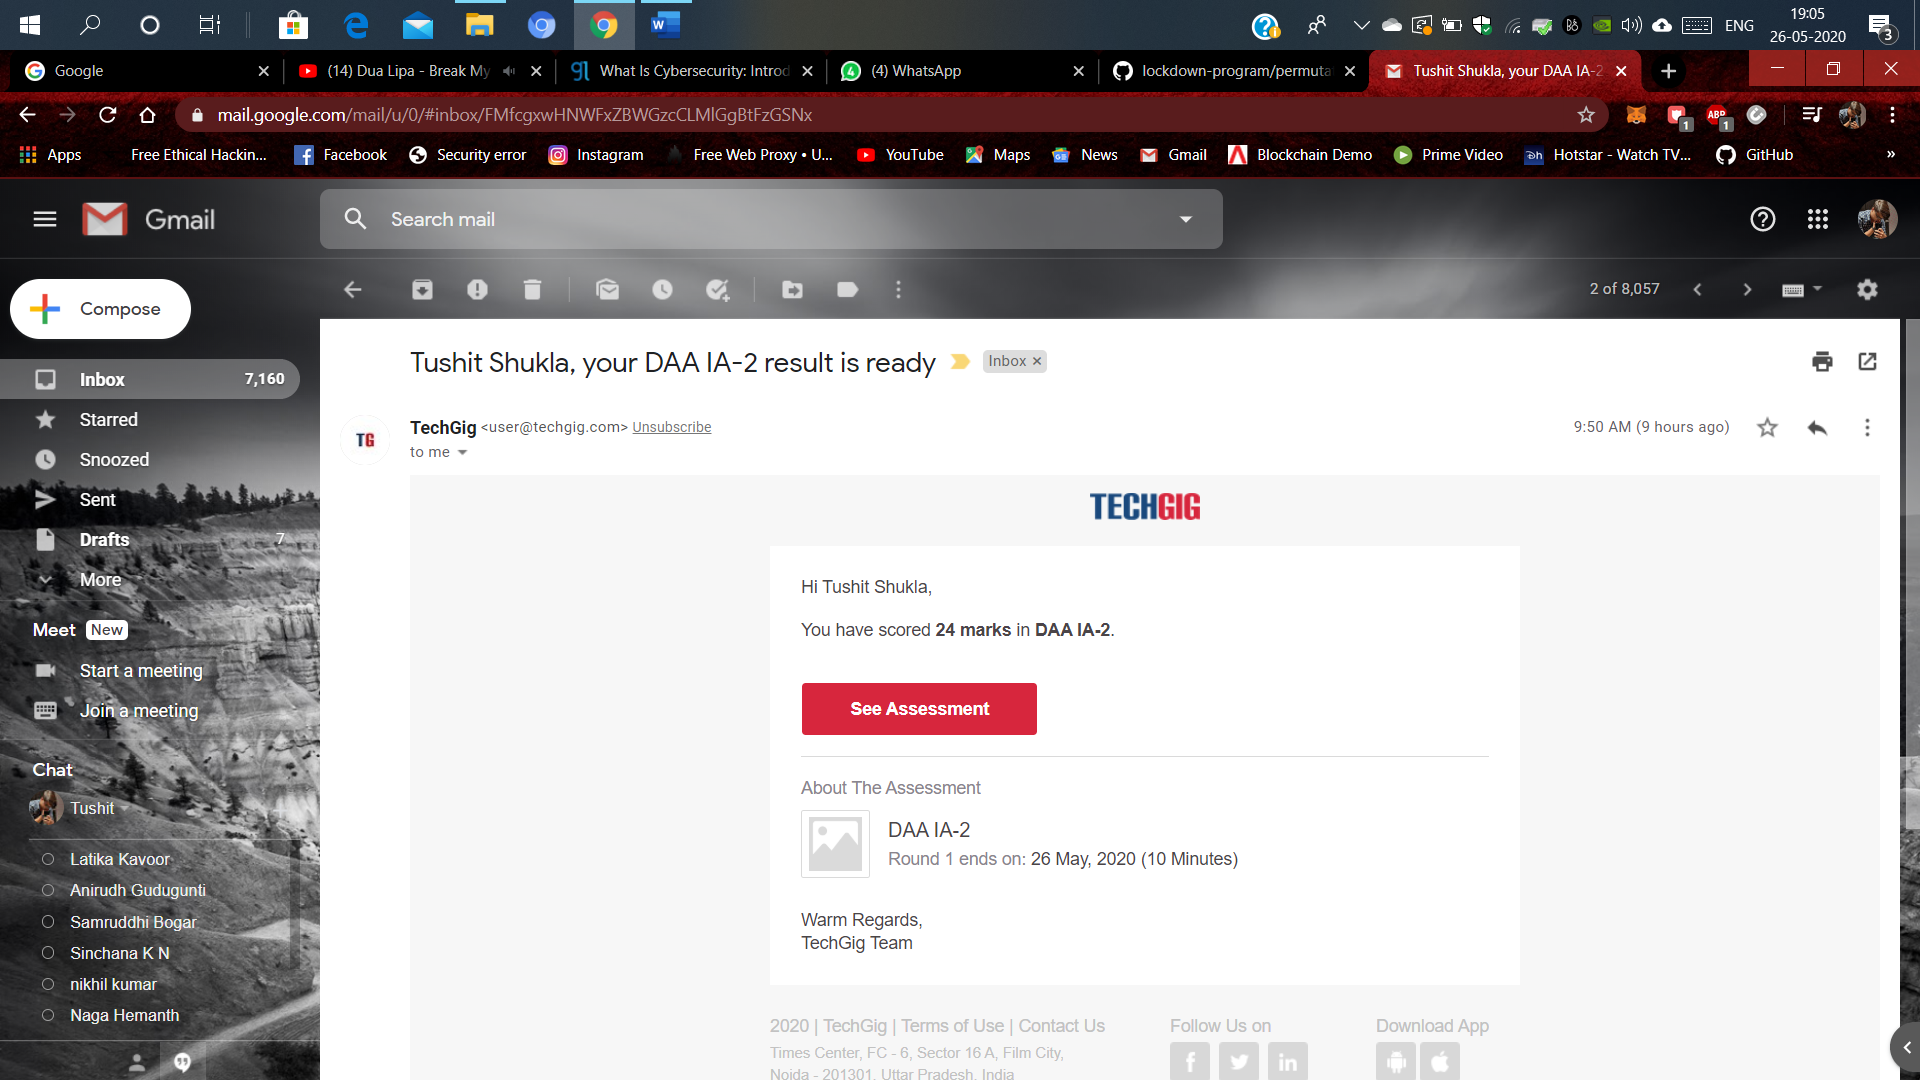 W
ENG
19:05
26-05-2020
3
Google
(14) Dua Lipa - Break My
What Is Cybersecurity: Introd
4
(4) WhatsApp
lockdown-program/permuta
Tushit Shukla, your DAA IA-2
mail.google.com/mail/u/0/#inbox/FMfcgxwHNWFxZBWGzcCLMlGgBtFzGSNx
1
ABP
1
Apps
Free Ethical Hackin...
Facebook
Security error
Instagram
Free Web Proxy • U...
YouTube
Maps
News
Gmail
Blockchain Demo
Prime Video
Hotstar - Watch TV...
GitHub
»
Gmail
Search mail
Compose
2 of 8,057
Inbox 7,160
Starred
Snoozed
Sent
Drafts 7
More
Meet New
Start a meeting
Join a meeting
Chat
Tushit
Latika Kavoor
Anirudh Gudugunti
Samruddhi Bogar
Sinchana K N
nikhil kumar
Naga Hemanth
Tushit Shukla, your DAA IA-2 result is ready
Inbox ×
TG
TechGig <user@techgig.com> Unsubscribe
9:50 AM (9 hours ago)
to me
TECHGIG
Hi Tushit Shukla,
You have scored 24 marks in DAA IA-2.
See Assessment
About The Assessment
DAA IA-2
Round 1 ends on: 26 May, 2020 (10 Minutes)
Warm Regards,
TechGig Team
2020 | TechGig | Terms of Use | Contact Us
Times Center, FC - 6, Sector 16 A, Film City,
Noida - 201301, Uttar Pradesh, India
Follow Us on
Download App